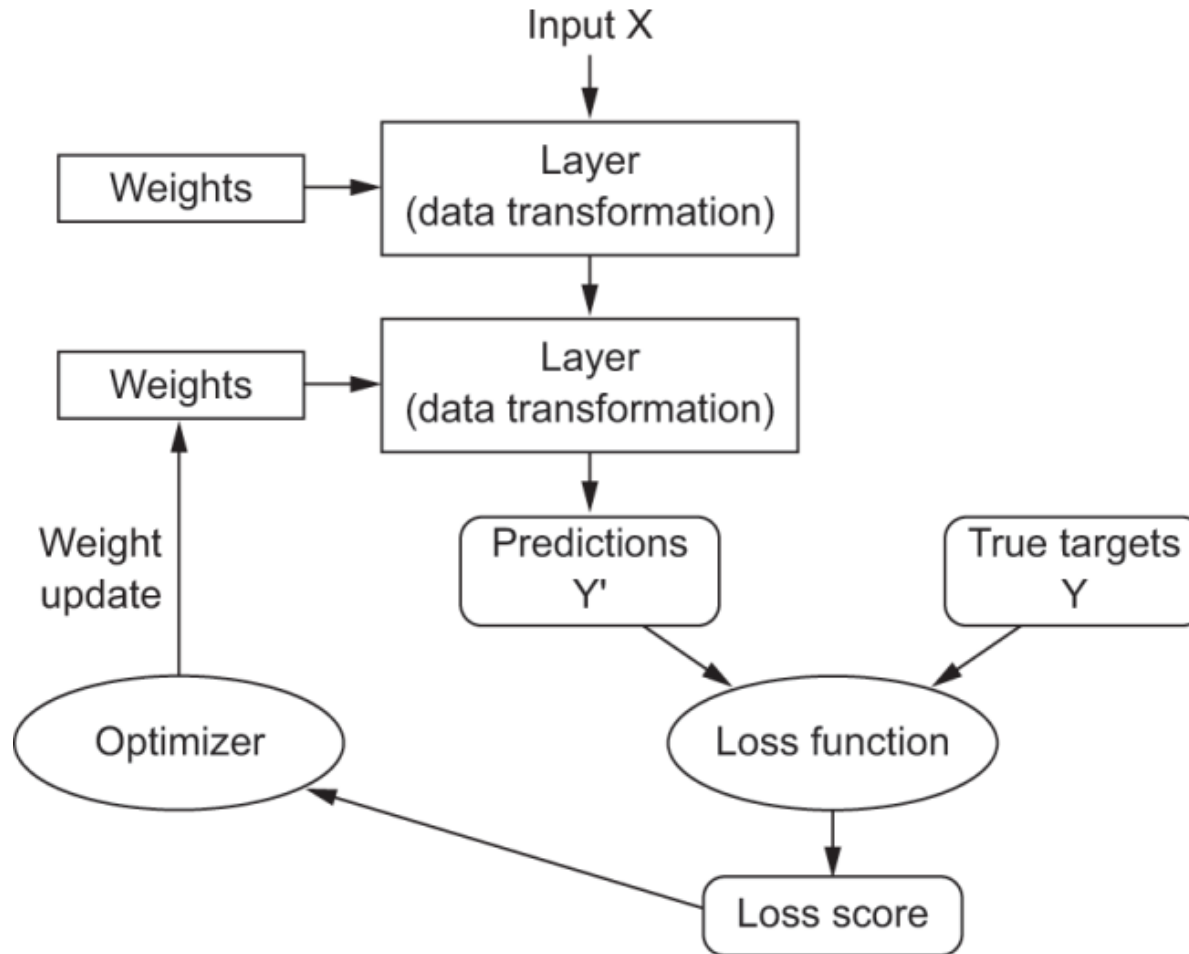 Input X
Weights
Layer
(data transformation)
Weights
Layer
(data transformation)
Weight
update
Predictions
Y'
True targets
Y
Optimizer
Loss function
Loss score